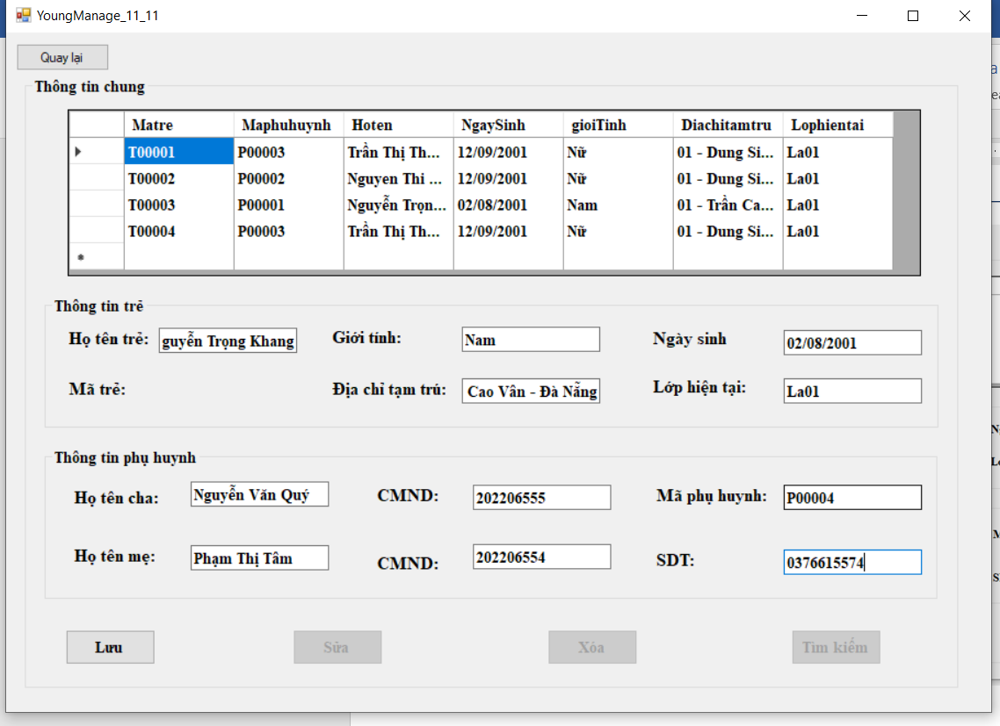 YoungManage_11_11
Quay lại
Thông tin chung
Matre Maphuhuynh Hoten NgaySinh gioiTinh Diachitamtru Lophientai
T00001 P00003 Trần Thị Th... 12/09/2001 Nữ 01 - Dung Si... La01
T00002 P00002 Nguyen Thi ... 12/09/2001 Nữ 01 - Dung Si... La01
T00003 P00001 Nguyễn Trọn... 02/08/2001 Nam 01 - Trần Ca... La01
T00004 P00003 Trần Thị Th... 12/09/2001 Nữ 01 - Dung Si... La01
Thông tin trẻ
Họ tên trẻ: guyễn Trọng Khang Giới tính: Nam Ngày sinh 02/08/2001
Mã trẻ: Địa chỉ tạm trú: Cao Vân - Đà Nẵng Lớp hiện tại: La01
Thông tin phụ huynh
Họ tên cha: Nguyễn Văn Quý CMND: 202206555 Mã phụ huynh: P00004
Họ tên mẹ: Phạm Thị Tâm CMND: 202206554 SDT: 0376615574
Lưu Sửa Xóa Tìm kiếm